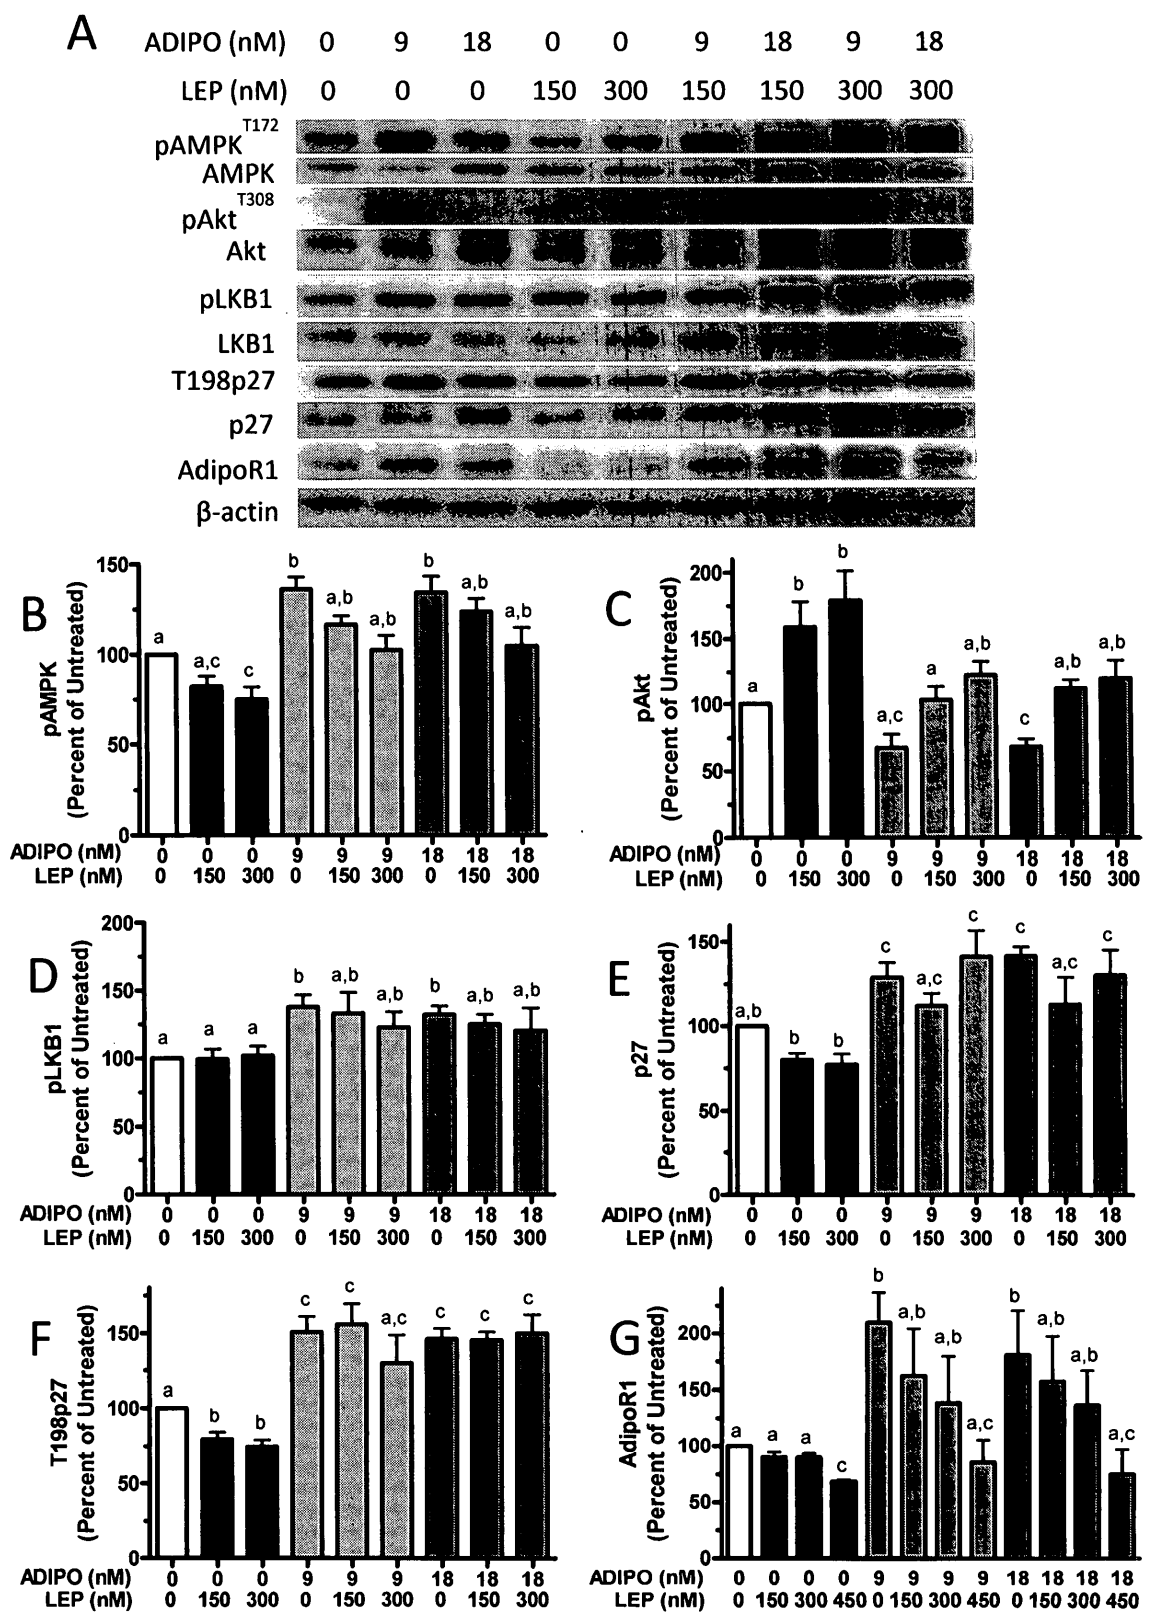 A
ADIPO (nM) 0 9 18 0 0 9 18 9 18
LEP (nM) 0 0 0 150 300 150 150 300 300
pAMPK T172
AMPK
pAkt T308
Akt
pLKB1
LKB1
T198p27
p27
AdipoR1
β-actin
B
pAMPK
(Percent of Untreated)
150
100
50
0
a a,c c b a,b a,b b a,b a,b
ADIPO (nM) 0 0 0 9 9 9 18 18 18
LEP (nM) 0 150 300 0 150 300 0 150 300
C
pAkt
(Percent of Untreated)
200
150
100
50
0
a b b a,c a a,b c a,b a,b
ADIPO (nM) 0 0 0 9 9 9 18 18 18
LEP (nM) 0 150 300 0 150 300 0 150 300
D
pLKB1
(Percent of Untreated)
200
150
100
50
0
a a a b a,b a,b b a,b a,b
ADIPO (nM) 0 0 0 9 9 9 18 18 18
LEP (nM) 0 150 300 0 150 300 0 150 300
E
p27
(Percent of Untreated)
150
100
50
0
a,b b b c a,c c c a,c c
ADIPO (nM) 0 0 0 9 9 9 18 18 18
LEP (nM) 0 150 300 0 150 300 0 150 300
F
T198p27
(Percent of Untreated)
150
100
50
0
a b b c c a,c c c c
ADIPO (nM) 0 0 0 9 9 9 18 18 18
LEP (nM) 0 150 300 0 150 300 0 150 300
G
AdipoR1
(Percent of Untreated)
200
150
100
50
0
a a a c b a,b a,b a,c b a,b a,b a,c
ADIPO (nM) 0 0 0 0 9 9 9 9 18 18 18 18
LEP (nM) 0 150 300 450 0 150 300 450 0 150 300 450